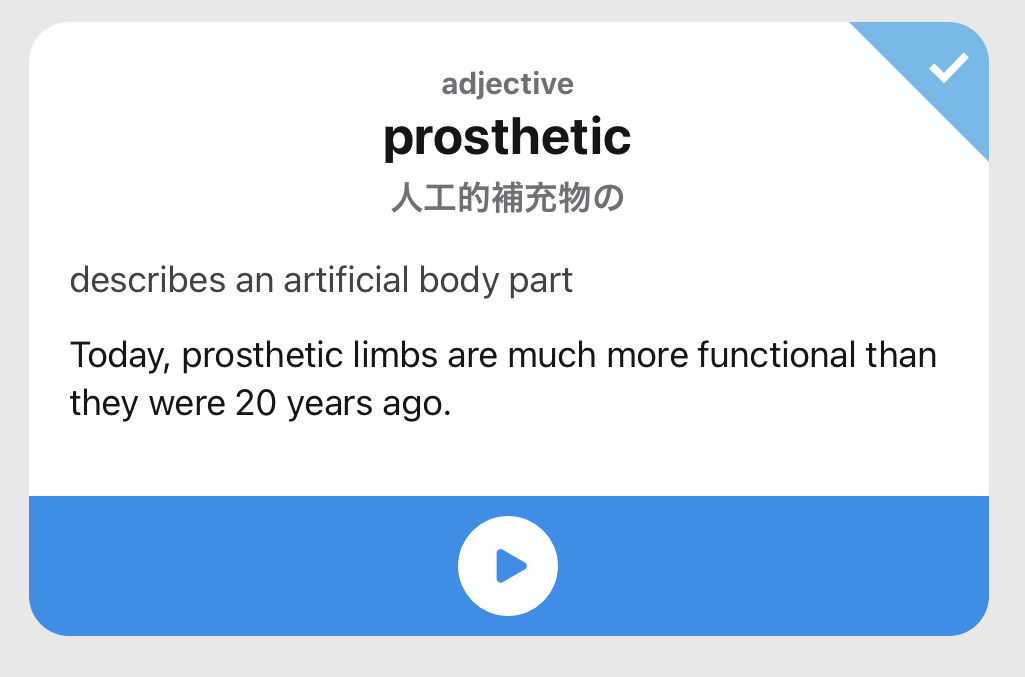 adjective
prosthetic
人工的補充物の
describes an artificial body part
Today, prosthetic limbs are much more functional than
they were 20 years ago.